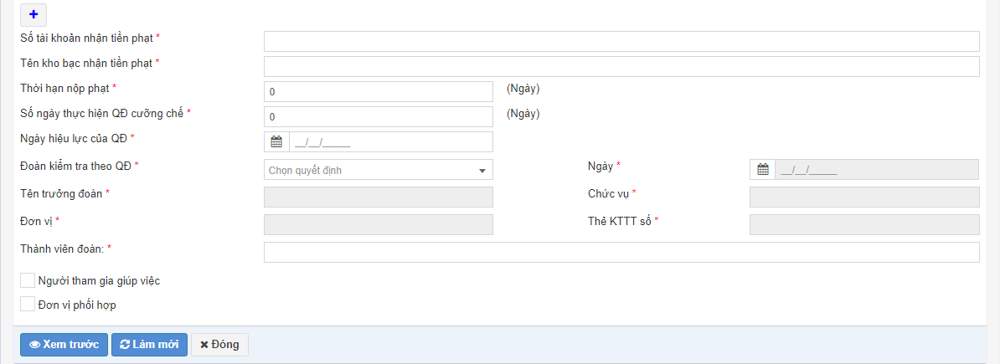 +
Số tài khoản nhận tiền phạt *
Tên kho bạc nhận tiền phạt *
Thời hạn nộp phạt * 0 (Ngày)
Số ngày thực hiện QĐ cưỡng chế * 0 (Ngày)
Ngày hiệu lực của QĐ * __/__/_____
Đoàn kiểm tra theo QĐ * Chọn quyết định Ngày * __/__/_____
Tên trưởng đoàn * Chức vụ *
Đơn vị * Thẻ KTTT số *
Thành viên đoàn: *
Người tham gia giúp việc
Đơn vị phối hợp
Xem trước Làm mới Đóng